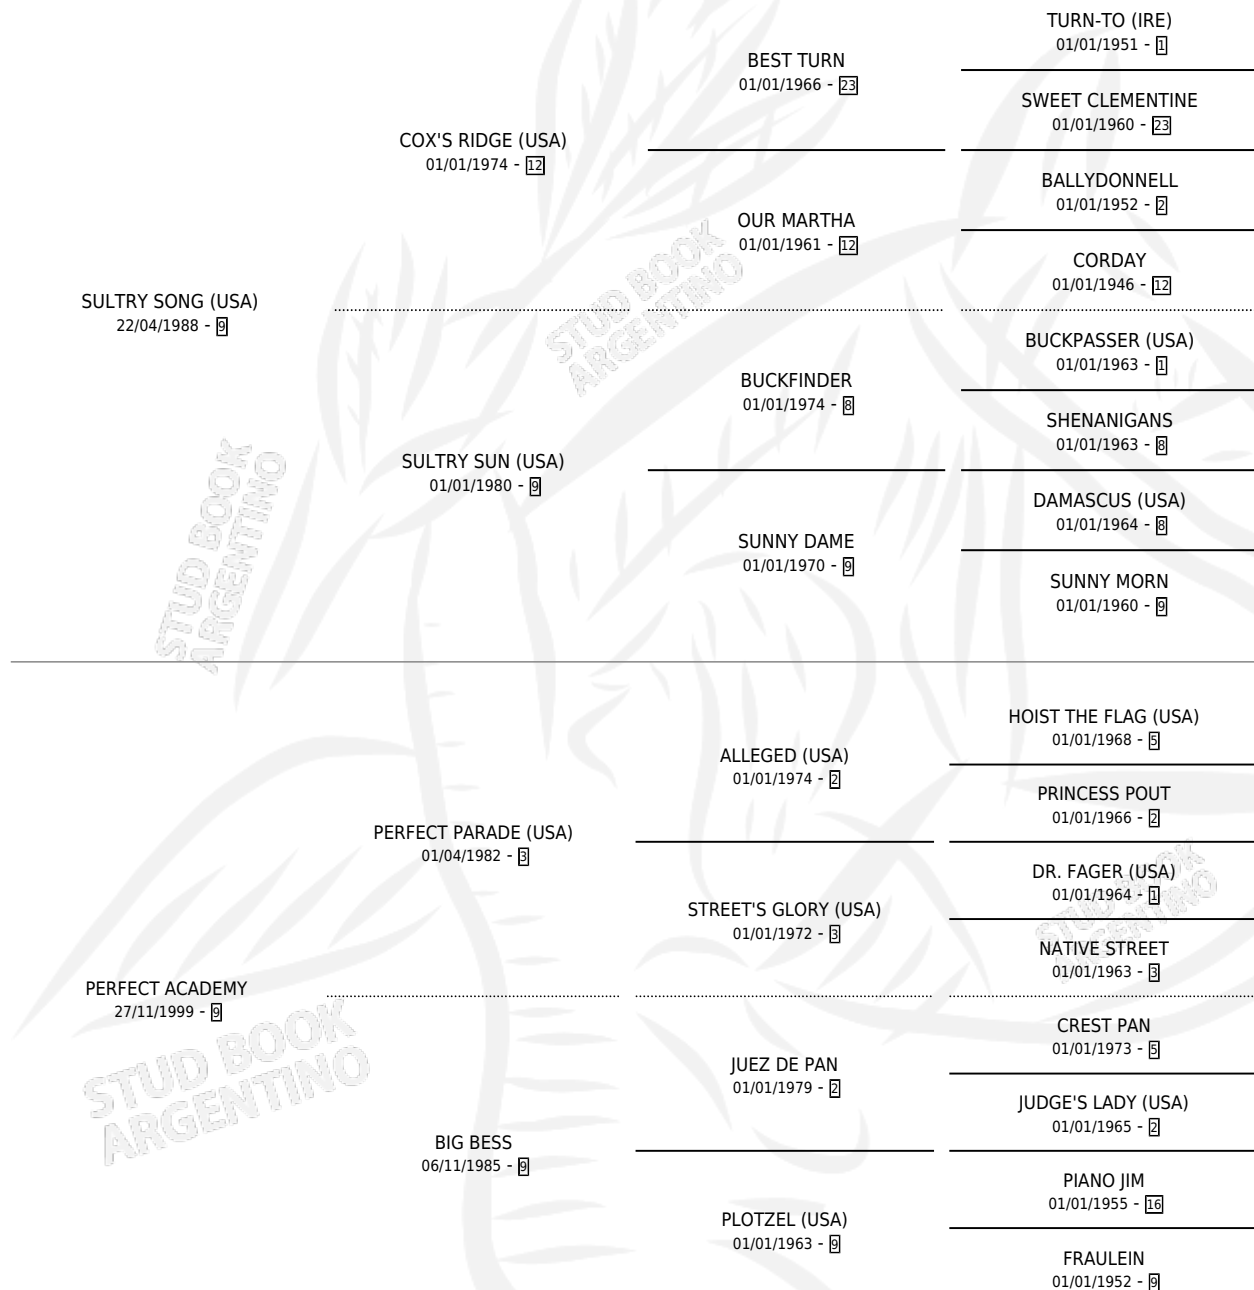 TURN-TO (IRE)
01/01/1951 - 1
BEST TURN
01/01/1966 - 23
SWEET CLEMENTINE
01/01/1960 - 23
COX'S RIDGE (USA)
01/01/1974 - 12
BALLYDONNELL
01/01/1952 - 2
OUR MARTHA
01/01/1961 - 12
CORDAY
01/01/1946 - 12
SULTRY SONG (USA)
22/04/1988 - 9
STUD BOOK
ARGENTINO
BUCKPASSER (USA)
01/01/1963 - 1
BUCKFINDER
01/01/1974 - 8
SHENANIGANS
01/01/1963 - 8
SULTRY SUN (USA)
01/01/1980 - 9
DAMASCUS (USA)
01/01/1964 - 8
SUNNY DAME
01/01/1970 - 9
SUNNY MORN
01/01/1960 - 9
STUD BOOK
ARGENTINO
HOIST THE FLAG (USA)
01/01/1968 - 5
ALLEGED (USA)
01/01/1974 - 2
PRINCESS POUT
01/01/1966 - 2
PERFECT PARADE (USA)
01/04/1982 - 3
DR. FAGER (USA)
01/01/1964 - 1
STREET'S GLORY (USA)
01/01/1972 - 3
NATIVE STREET
01/01/1963 - 3
STUD BOOK
ARGENTINO
PERFECT ACADEMY
27/11/1999 - 9
CREST PAN
01/01/1973 - 5
JUEZ DE PAN
01/01/1979 - 2
JUDGE'S LADY (USA)
01/01/1965 - 2
STUD BOOK
ARGENTINO
BIG BESS
06/11/1985 - 9
PIANO JIM
01/01/1955 - 16
PLOTZEL (USA)
01/01/1963 - 9
FRAULEIN
01/01/1952 - 9